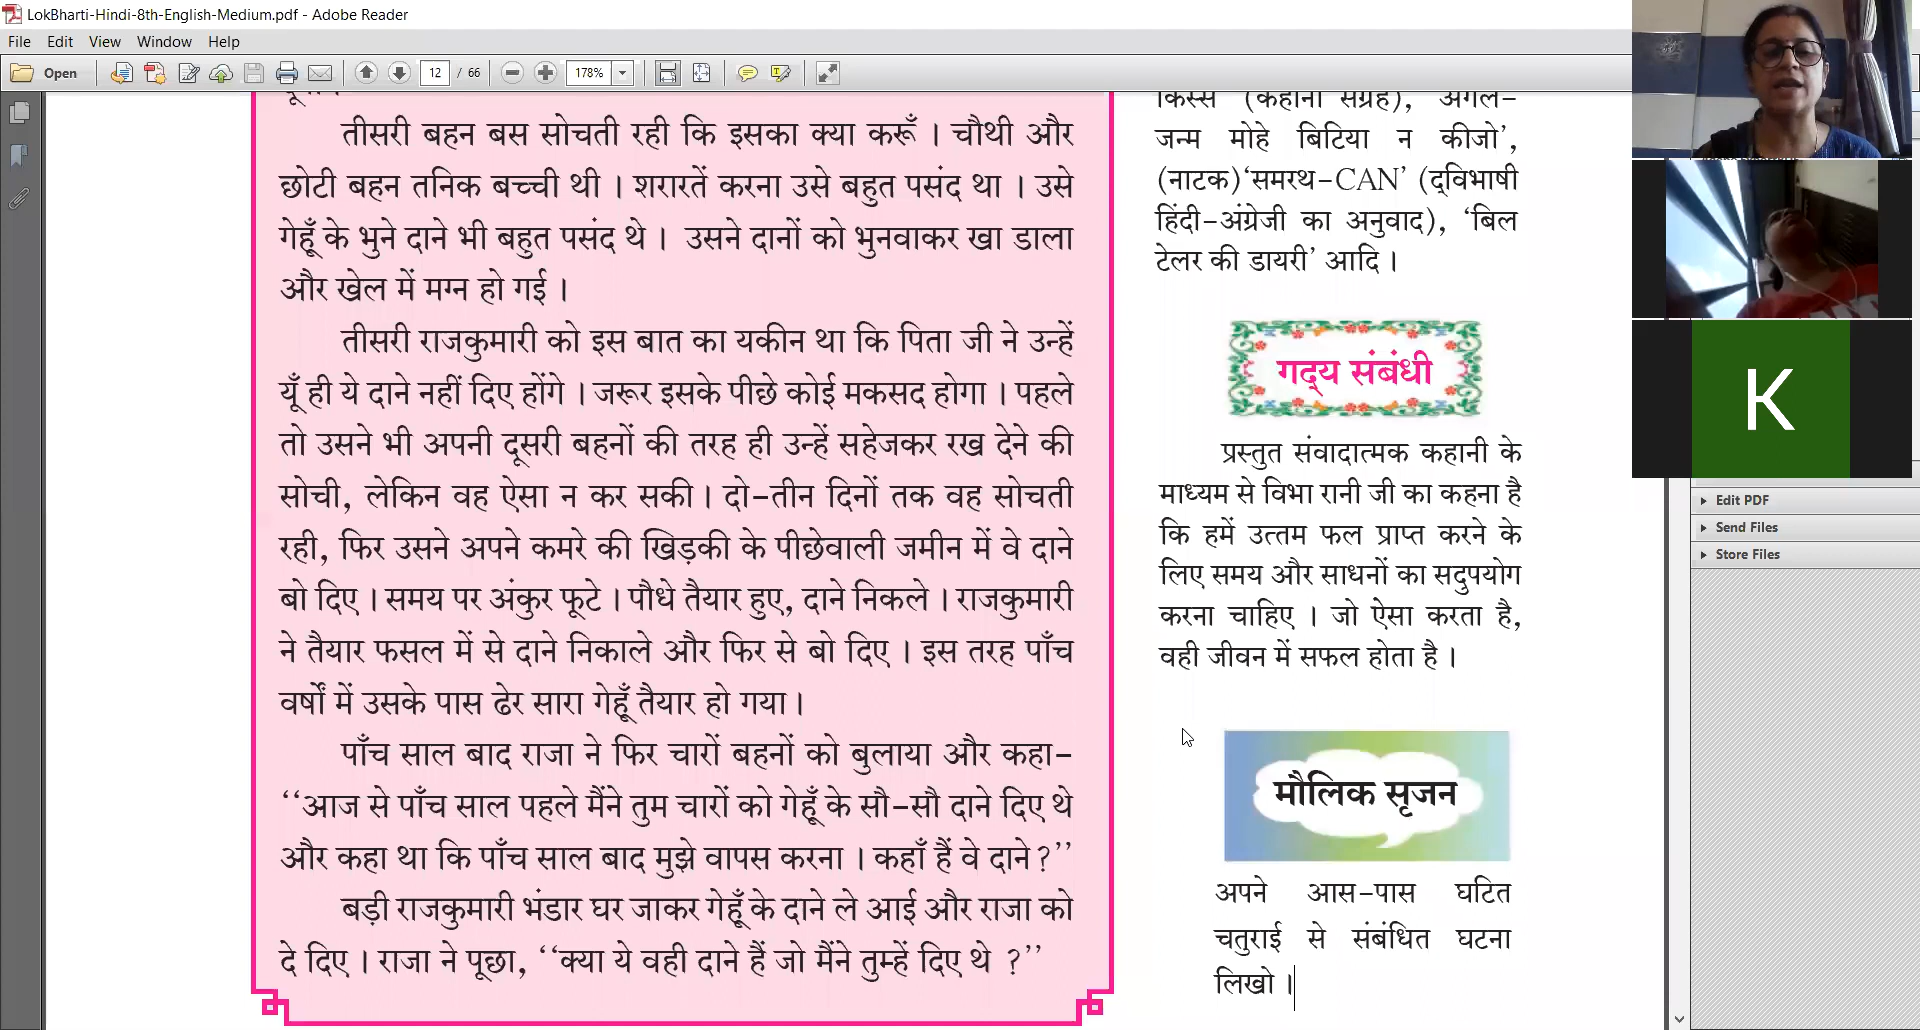 LokBharti-Hindi-8th-English-Medium.pdf - Adobe Reader
File Edit View Window Help
Open 12 / 66 178%
तीसरी बहन बस सोचती रही कि इसका क्या करूँ । चौथी और
छोटी बहन तनिक बच्ची थी । शरारतें करना उसे बहुत पसंद था । उसे
गेहूँ के भुने दाने भी बहुत पसंद थे । उसने दानों को भुनवाकर खा डाला
और खेल में मग्न हो गई ।
तीसरी राजकुमारी को इस बात का यकीन था कि पिता जी ने उन्हें
यूँ ही ये दाने नहीं दिए होंगे । जरूर इसके पीछे कोई मकसद होगा । पहले
तो उसने भी अपनी दूसरी बहनों की तरह ही उन्हें सहेजकर रख देने की
सोची, लेकिन वह ऐसा न कर सकी । दो-तीन दिनों तक वह सोचती
रही, फिर उसने अपने कमरे की खिड़की के पीछेवाली जमीन में वे दाने
बो दिए । समय पर अंकुर फूटे । पौधे तैयार हुए, दाने निकले । राजकुमारी
ने तैयार फसल में से दाने निकाले और फिर से बो दिए । इस तरह पाँच
वर्षों में उसके पास ढेर सारा गेहूँ तैयार हो गया ।
पाँच साल बाद राजा ने फिर चारों बहनों को बुलाया और कहा-
‘‘आज से पाँच साल पहले मैंने तुम चारों को गेहूँ के सौ-सौ दाने दिए थे
और कहा था कि पाँच साल बाद मुझे वापस करना । कहाँ हैं वे दाने?’’
बड़ी राजकुमारी भंडार घर जाकर गेहूँ के दाने ले आई और राजा को
दे दिए । राजा ने पूछा, ‘‘क्या ये वही दाने हैं जो मैंने तुम्हें दिए थे ?’’
किस्से (कहानी संग्रह), अगले-
जन्म मोहे बिटिया न कीजो’,
(नाटक)‘समरथ-CAN’ (द्‌विभाषी
हिंदी-अंग्रेजी का अनुवाद), ‘बिल
टेलर की डायरी’ आदि ।
गद्‌य संबंधी
प्रस्तुत संवादात्मक कहानी के
माध्यम से विभा रानी जी का कहना है
कि हमें उत्तम फल प्राप्त करने के
लिए समय और साधनों का सदुपयोग
करना चाहिए । जो ऐसा करता है,
वही जीवन में सफल होता है ।
मौलिक सृजन
अपने आस-पास घटित
चतुराई से संबंधित घटना
लिखो ।
K
Edit PDF
Send Files
Store Files